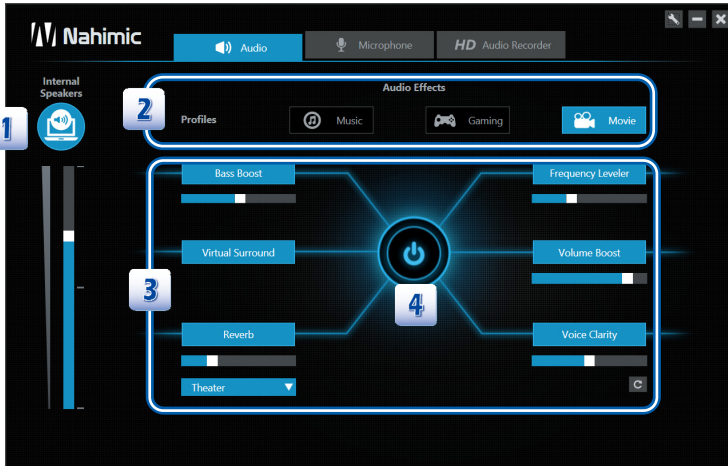 Nahimic
Audio
Microphone
HD Audio Recorder
Internal
Speakers
1
2
Audio Effects
Profiles
Music
Gaming
Movie
Bass Boost
Frequency Leveler
Virtual Surround
Volume Boost
3
4
Reverb
Voice Clarity
Theater